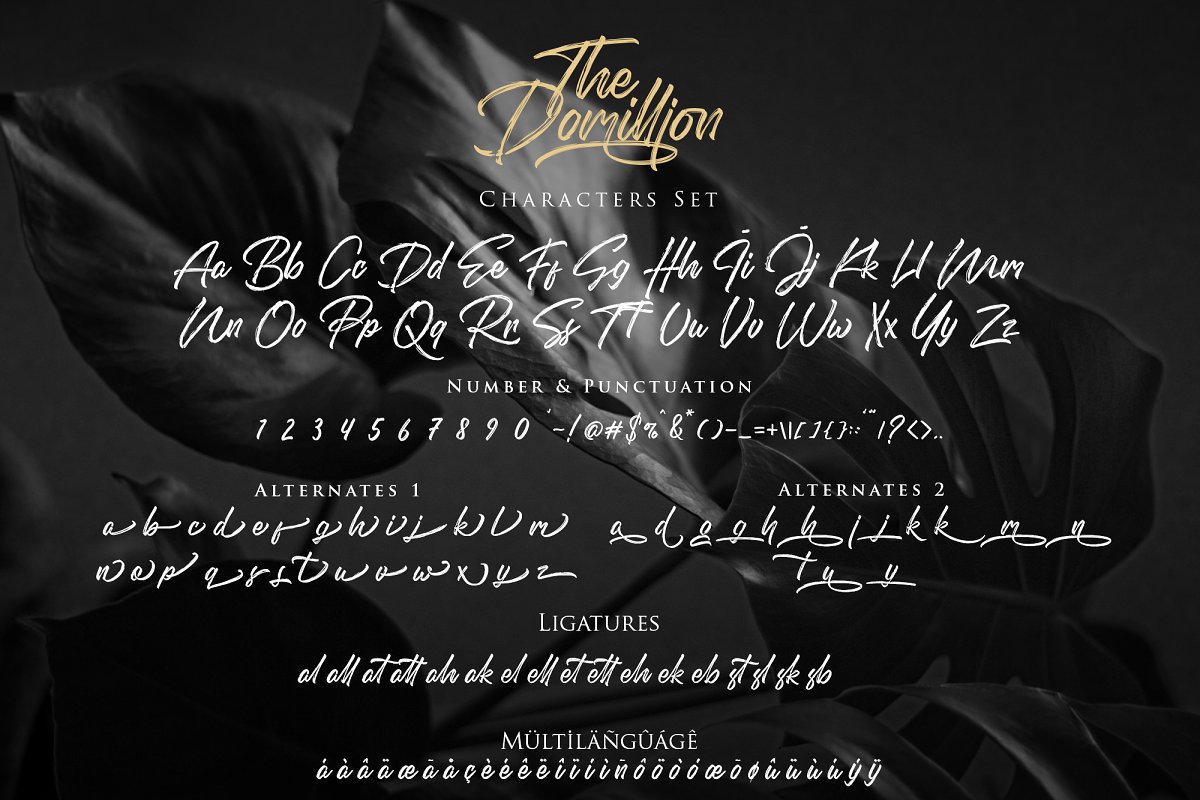 The
Domillion
Characters Set
Aa Bb Cc Dd Ee Ff Gg Hh Ii Jj Kk Ll Mm
Nn Oo Pp Qq Rr Ss Tt Uu Vv Ww Xx Yy Zz
Number & Punctuation
1 2 3 4 5 6 7 8 9 0 `~!@#$%^&*()-_=+\|[]{}:;'"/?<>,.
Alternates 1
a b c d e f g h i j k l m
n o p q r s t u v w x y z
Alternates 2
a d g g h h j j k k m n
t u y
Ligatures
al all at att ah ak el ell et ett eh ek eb st sl sk sb
Mültiläñgûágê
á à â ä æ ã å ç è é ê ë î ï í ì ñ ô ö ò ó œ õ ø û ü ù ú ý ÿ